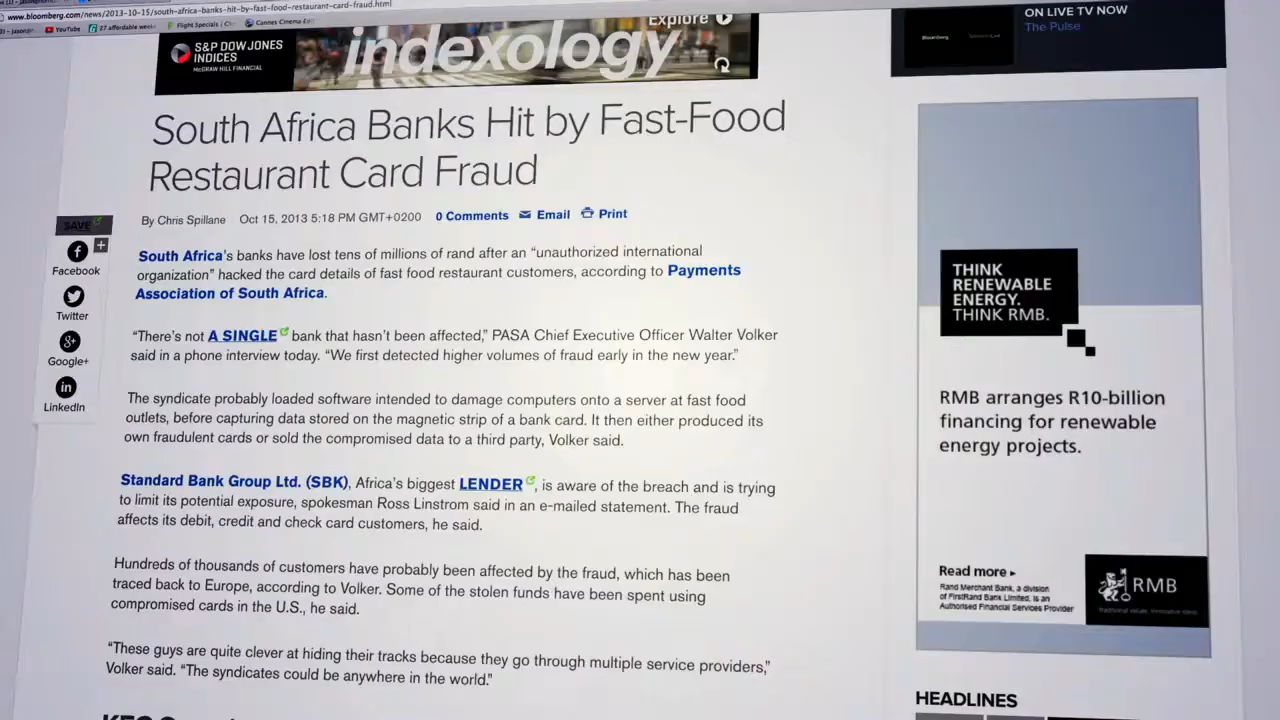 www.bloomberg.com/news/2013-10-15/south-africa-banks-hit-by-fast-food-restaurant-card-fraud.html
YouTube
27 affordable
Flight Specials
Cannes Cinema
S&P DOW JONES
INDICES
McGRAW HILL FINANCIAL
indexology
Explore
ON LIVE TV NOW
The Pulse
Bloomberg
South Africa Banks Hit by Fast-Food
Restaurant Card Fraud
By Chris Spillane Oct 15, 2013 5:18 PM GMT+0200 0 Comments Email Print
SAVE
Facebook
Twitter
Google+
LinkedIn
South Africa's banks have lost tens of millions of rand after an “unauthorized international
organization” hacked the card details of fast food restaurant customers, according to Payments
Association of South Africa.
“There's not A SINGLE bank that hasn't been affected,” PASA Chief Executive Officer Walter Volker
said in a phone interview today. “We first detected higher volumes of fraud early in the new year.”
The syndicate probably loaded software intended to damage computers onto a server at fast food
outlets, before capturing data stored on the magnetic strip of a bank card. It then either produced its
own fraudulent cards or sold the compromised data to a third party, Volker said.
Standard Bank Group Ltd. (SBK), Africa's biggest LENDER, is aware of the breach and is trying
to limit its potential exposure, spokesman Ross Linstrom said in an e-mailed statement. The fraud
affects its debit, credit and check card customers, he said.
Hundreds of thousands of customers have probably been affected by the fraud, which has been
traced back to Europe, according to Volker. Some of the stolen funds have been spent using
compromised cards in the U.S., he said.
“These guys are quite clever at hiding their tracks because they go through multiple service providers,”
Volker said. “The syndicates could be anywhere in the world.”
THINK
RENEWABLE
ENERGY.
THINK RMB.
RMB arranges R10-billion
financing for renewable
energy projects.
Read more
Rand Merchant Bank, a division
of FirstRand Bank Limited, is an
Authorised Financial Services Provider
RMB
Traditional values. Innovative ideas.
HEADLINES